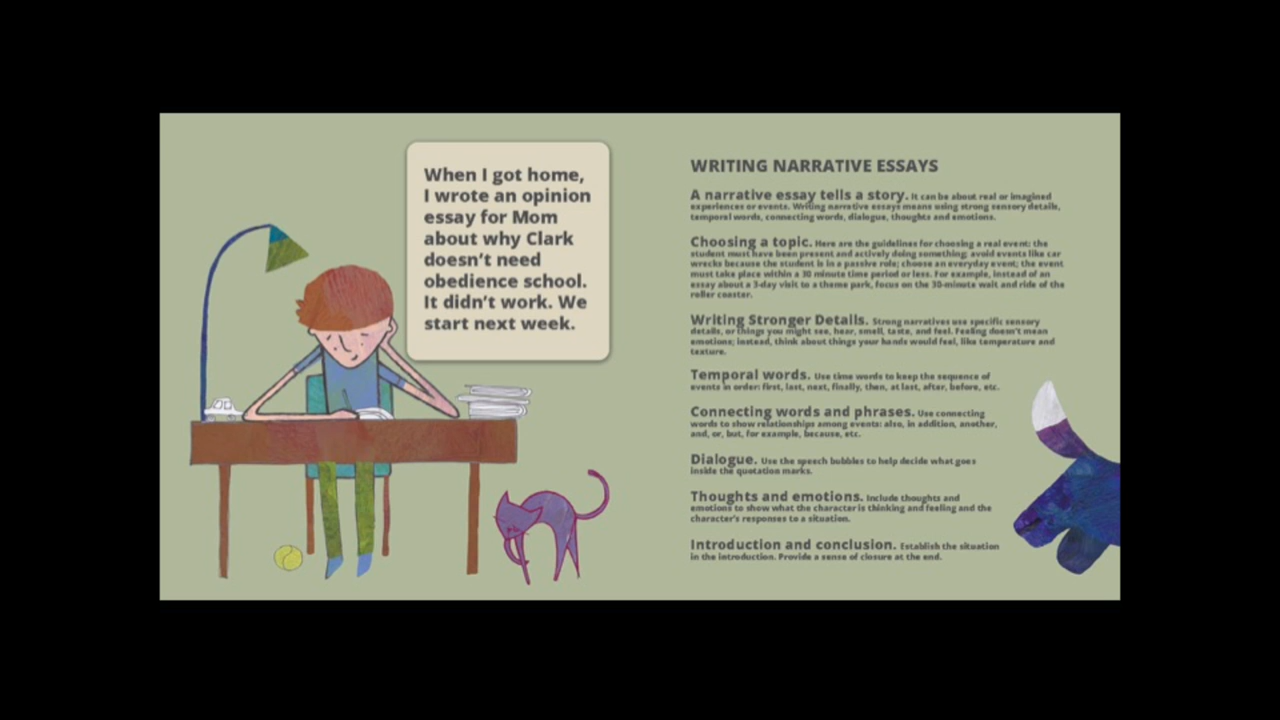 When I got home,
I wrote an opinion
essay for Mom
about why Clark
doesn't need
obedience school.
It didn't work. We
start next week.
WRITING NARRATIVE ESSAYS
A narrative essay tells a story. It can be about real or imagined
experiences or events. Writing narrative essays means using strong sensory details,
temporal words, connecting words, dialogue, thoughts and emotions.
Choosing a topic. Here are the guidelines for choosing a real event: the
student must have been present and actively doing something; avoid events like car
wrecks because the student is in a passive role; choose an everyday event; the event
must take place within a 30 minute time period or less. For example, instead of an
essay about a 3-day visit to a theme park, focus on the 30-minute wait and ride of the
roller coaster.
Writing Stronger Details. Strong narratives use specific sensory
details, or things you might see, hear, smell, taste, and feel. Feeling doesn't mean
emotions; instead, think about things your hands would feel, like temperature and
texture.
Temporal words. Use time words to keep the sequence of
events in order: first, last, next, finally, then, at last, after, before, etc.
Connecting words and phrases. Use connecting
words to show relationships among events: also, in addition, another,
and, or, but, for example, because, etc.
Dialogue. Use the speech bubbles to help decide what goes
inside the quotation marks.
Thoughts and emotions. Include thoughts and
emotions to show what the character is thinking and feeling and the
character's responses to a situation.
Introduction and conclusion. Establish the situation
in the introduction. Provide a sense of closure at the end.